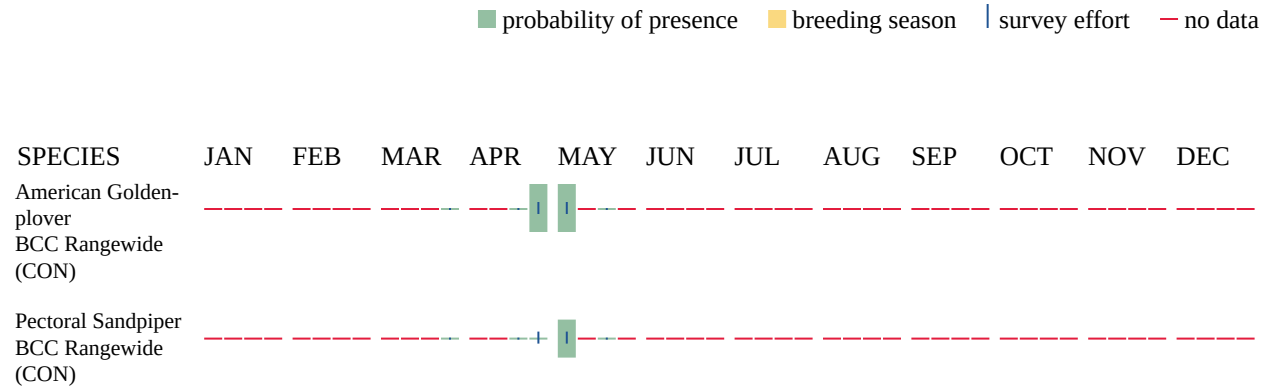 probability of presence breeding season survey effort no data
SPECIES JAN FEB MAR APR MAY JUN JUL AUG SEP OCT NOV DEC
American Golden-
plover
BCC Rangewide
(CON)
Pectoral Sandpiper
BCC Rangewide
(CON)